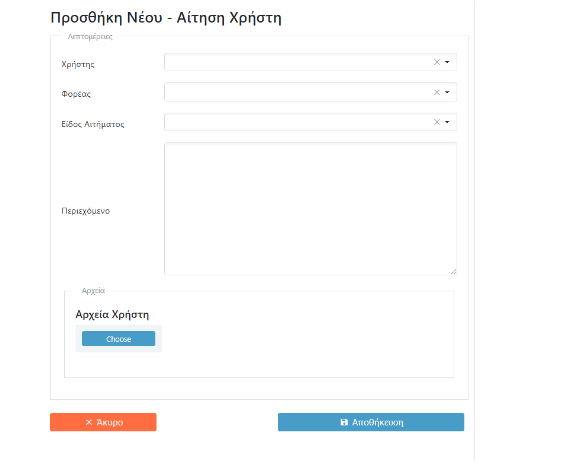 Προσθήκη Νέου - Αίτηση Χρήστη
Λεπτομέρειες
Χρήστης
Φορέας
Είδος Αιτήματος
Περιεχόμενο
Αρχεία
Αρχεία Χρήστη
Choose
Άκυρο
Αποθήκευση